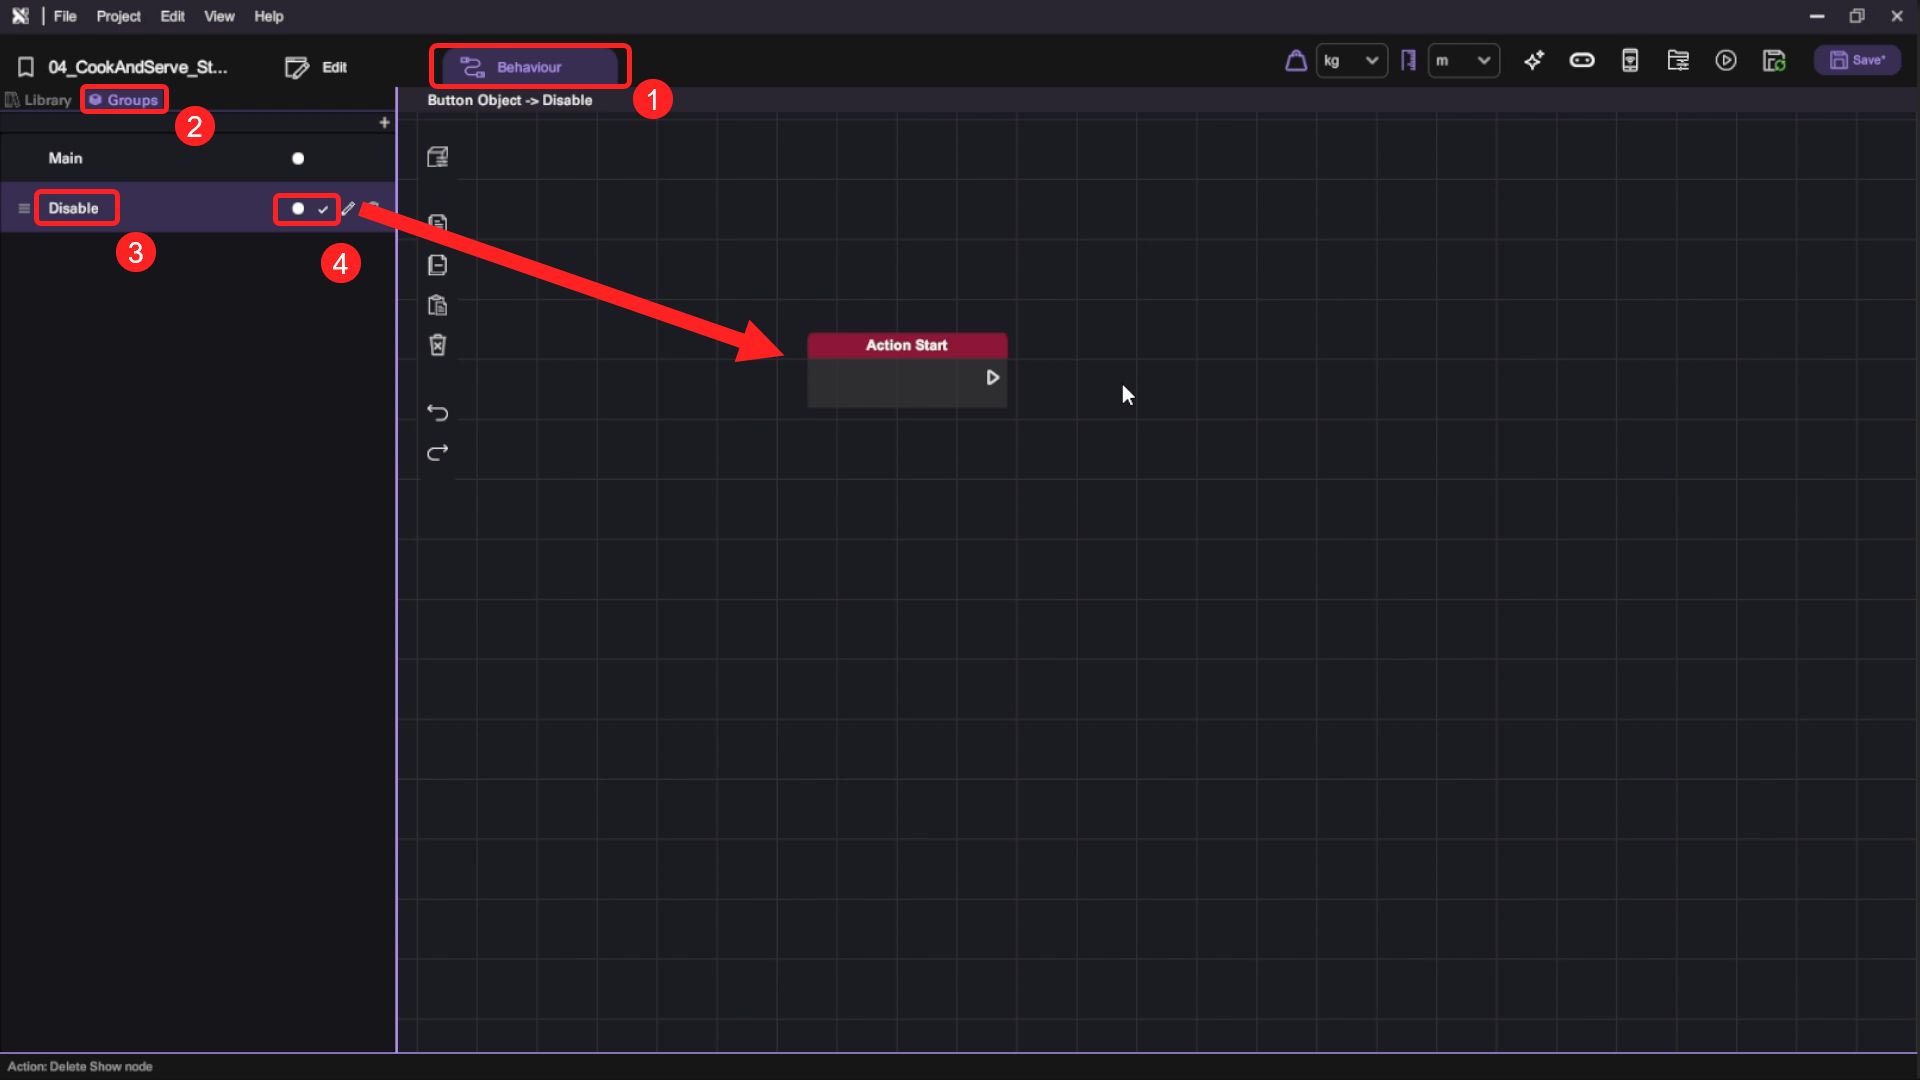 File Project Edit View Help
04_CookAndServe_St... Edit Behaviour kg m Save*
1
Library Groups Button Object -> Disable
2
+
Main
Disable
3
4
Action Start
Action: Delete Show node